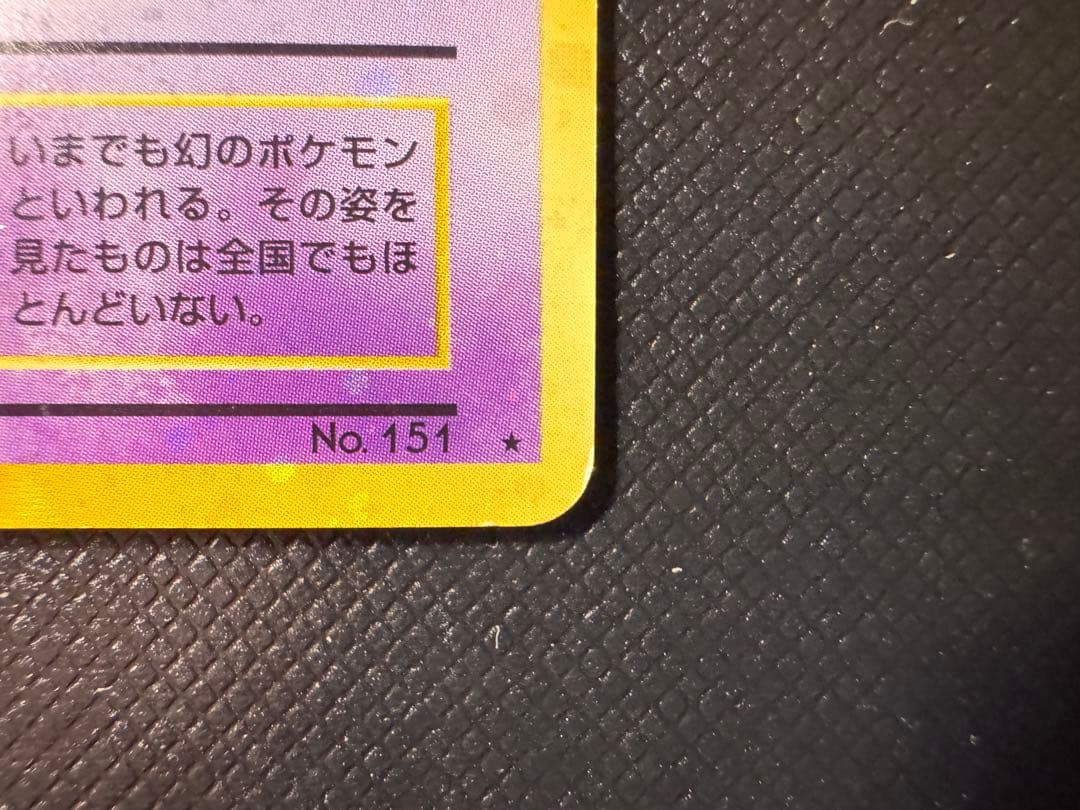 いまでも幻のポケモン
といわれる。その姿を
見たものは全国でもほ
とんどいない。
No. 151 ★